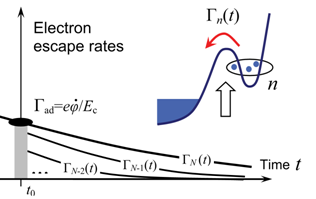 Electron
escape rates
Γn(t)
n
Γad=eφ̇/Ec
ΓN-2(t)
ΓN-1(t)
ΓN(t)
Time t
...
t0